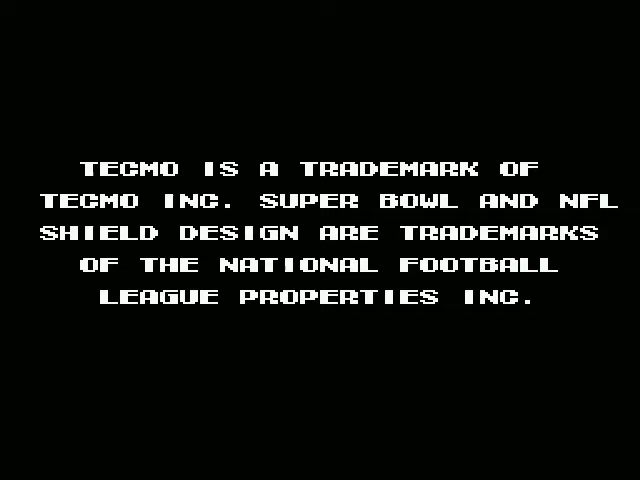 TECMO IS A TRADEMARK OF
TECMO INC. SUPER BOWL AND NFL
SHIELD DESIGN ARE TRADEMARKS
OF THE NATIONAL FOOTBALL
LEAGUE PROPERTIES INC.